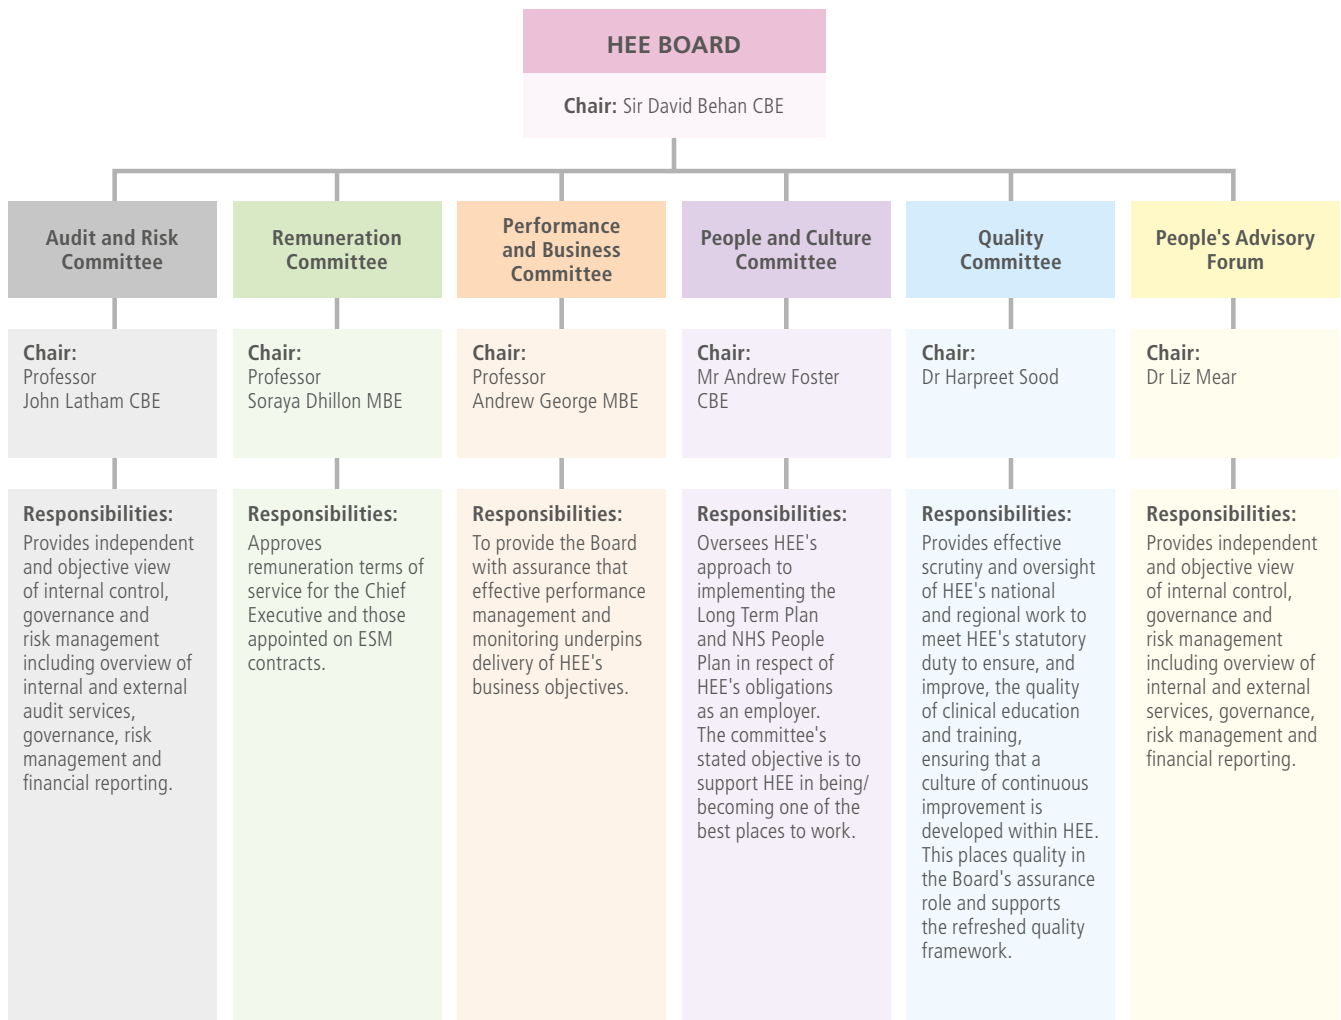 HEE BOARD
Chair: Sir David Behan CBE
Audit and Risk
Committee
Chair:
Professor
John Latham CBE
Responsibilities:
Provides independent
and objective view
of internal control,
governance and
risk management
including overview of
internal and external
audit services,
governance, risk
management and
financial reporting.
Remuneration
Committee
Chair:
Professor
Soraya Dhillon MBE
Responsibilities:
Approves
remuneration terms of
service for the Chief
Executive and those
appointed on ESM
contracts.
Performance
and Business
Committee
Chair:
Professor
Andrew George MBE
Responsibilities:
To provide the Board
with assurance that
effective performance
management and
monitoring underpins
delivery of HEE's
business objectives.
People and Culture
Committee
Chair:
Mr Andrew Foster
CBE
Responsibilities:
Oversees HEE's
approach to
implementing the
Long Term Plan
and NHS People
Plan in respect of
HEE's obligations
as an employer.
The committee's
stated objective is to
support HEE in being/
becoming one of the
best places to work.
Quality
Committee
Chair:
Dr Harpreet Sood
Responsibilities:
Provides effective
scrutiny and oversight
of HEE's national
and regional work to
meet HEE's statutory
duty to ensure, and
improve, the quality
of clinical education
and training,
ensuring that a
culture of continuous
improvement is
developed within HEE.
This places quality in
the Board's assurance
role and supports
the refreshed quality
framework.
People's Advisory
Forum
Chair:
Dr Liz Mear
Responsibilities:
Provides independent
and objective view
of internal control,
governance and
risk management
including overview of
internal and external
services, governance,
risk management and
financial reporting.